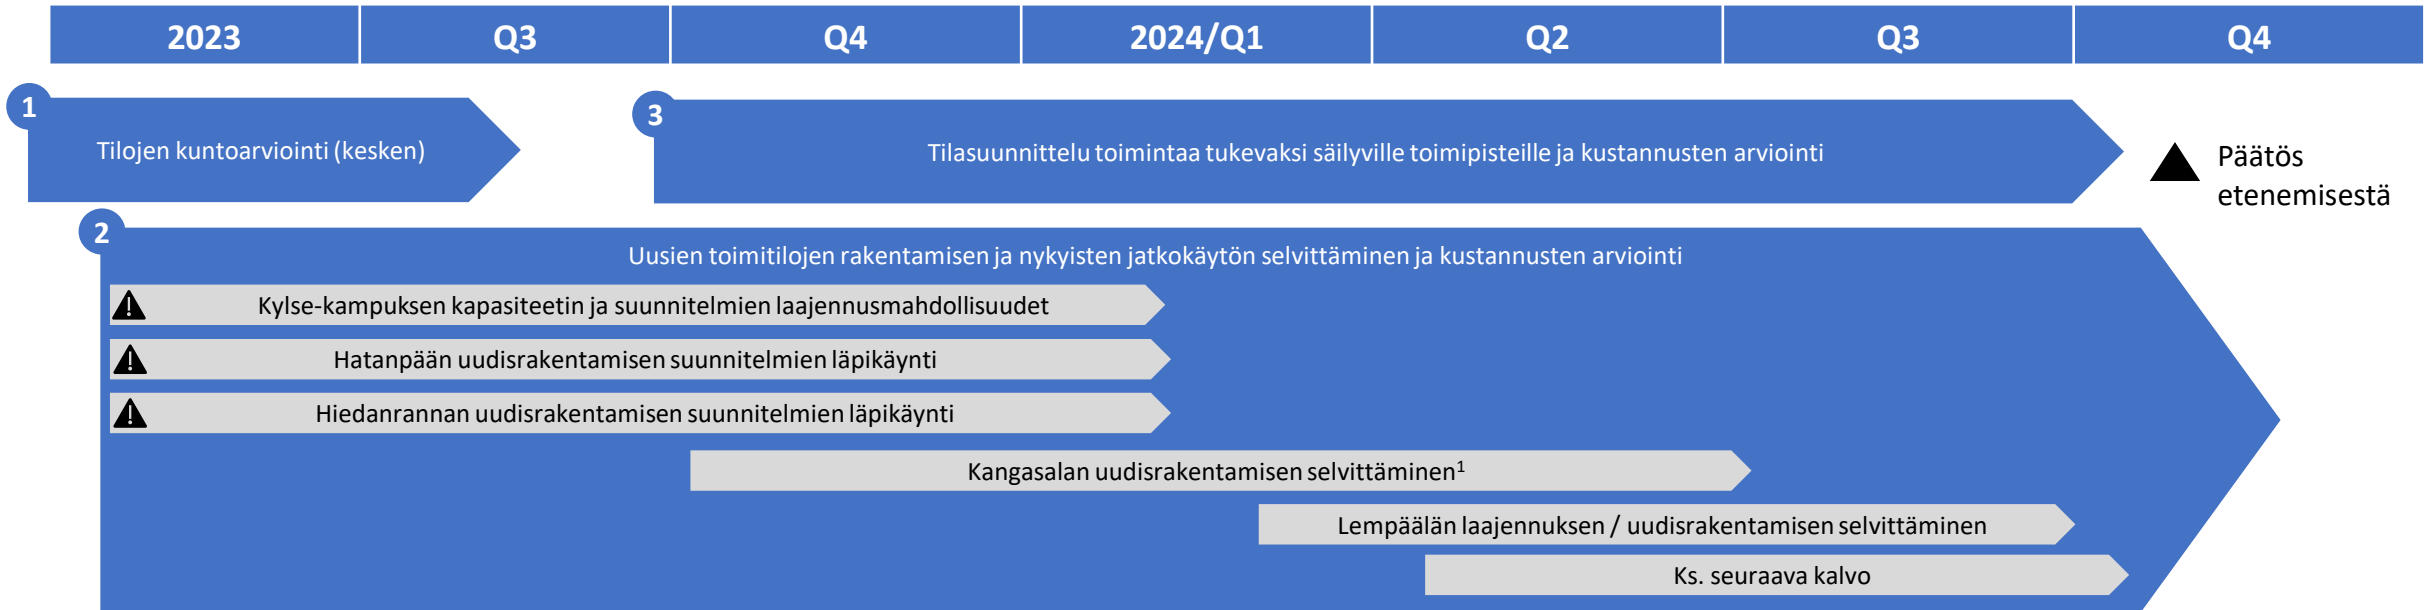 2023 Q3 Q4 2024/Q1 Q2 Q3 Q4
1
Tilojen kuntoarviointi (kesken)
3
Tilasuunnittelu toimintaa tukevaksi säilyville toimipisteille ja kustannusten arviointi
Päätös
etenemisestä
2
Uusien toimitilojen rakentamisen ja nykyisten jatkokäytön selvittäminen ja kustannusten arviointi
Kylse-kampuksen kapasiteetin ja suunnitelmien laajennusmahdollisuudet
Hatanpään uudisrakentamisen suunnitelmien läpikäynti
Hiedanrannan uudisrakentamisen suunnitelmien läpikäynti
Kangasalan uudisrakentamisen selvittäminen¹
Lempäälän laajennuksen / uudisrakentamisen selvittäminen
Ks. seuraava kalvo